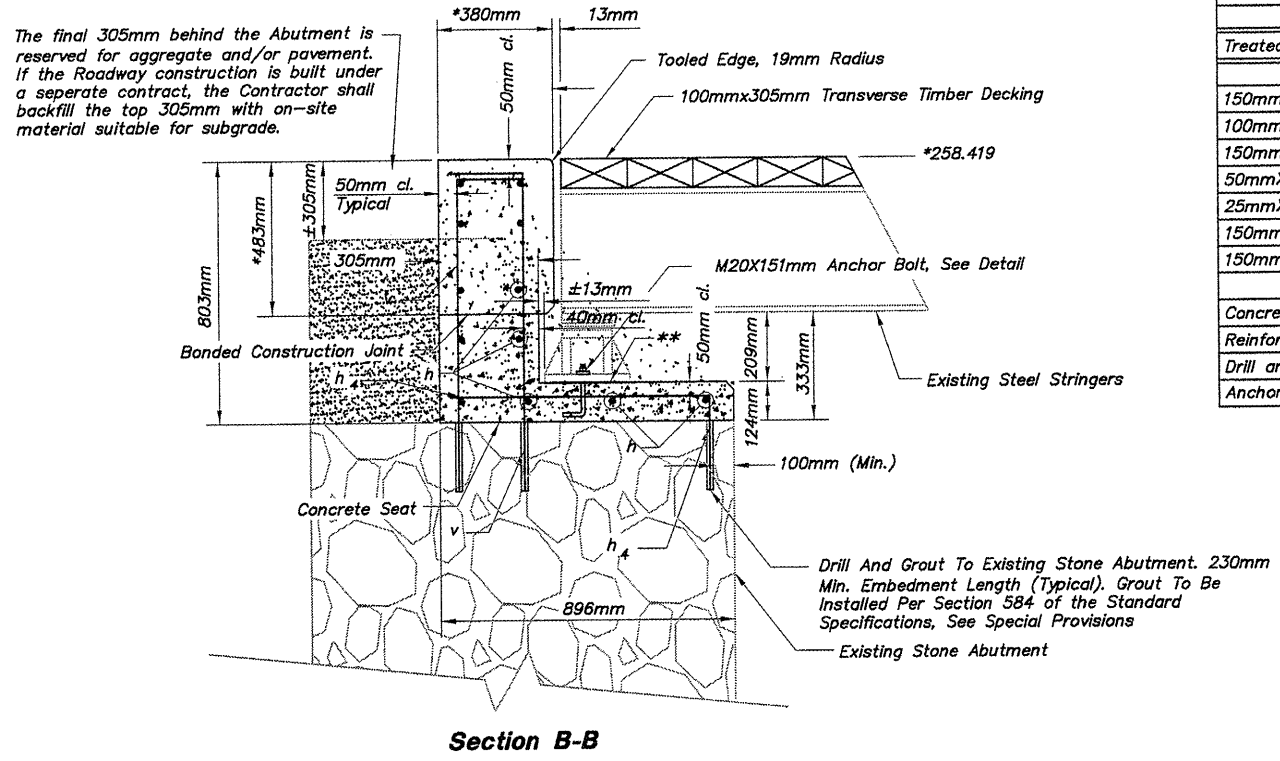 *380mm
13mm
The final 305mm behind the Abutment is
reserved for aggregate and/or pavement.
If the Roadway construction is built under
a seperate contract, the Contractor shall
backfill the top 305mm with on-site
material suitable for subgrade.
50mm cl.
Tooled Edge, 19mm Radius
100mmx305mm Transverse Timber Decking
*258.419
803mm
*483mm
±305mm
50mm cl.
Typical
305mm
*
±13mm
40mm cl.
M20X151mm Anchor Bolt, See Detail
**
50mm cl.
209mm
124mm
333mm
Bonded Construction Joint
h
4
h
Existing Steel Stringers
h
100mm (Min.)
Concrete Seat
v
h
4
Drill And Grout To Existing Stone Abutment. 230mm
Min. Embedment Length (Typical). Grout To Be
Installed Per Section 584 of the Standard
Specifications, See Special Provisions
896mm
Existing Stone Abutment
Section B-B
Treated
150mm
100mm
150mm
50mmX
25mmX
150mm
150mm
Concre
Reinfor
Drill an
Anchor